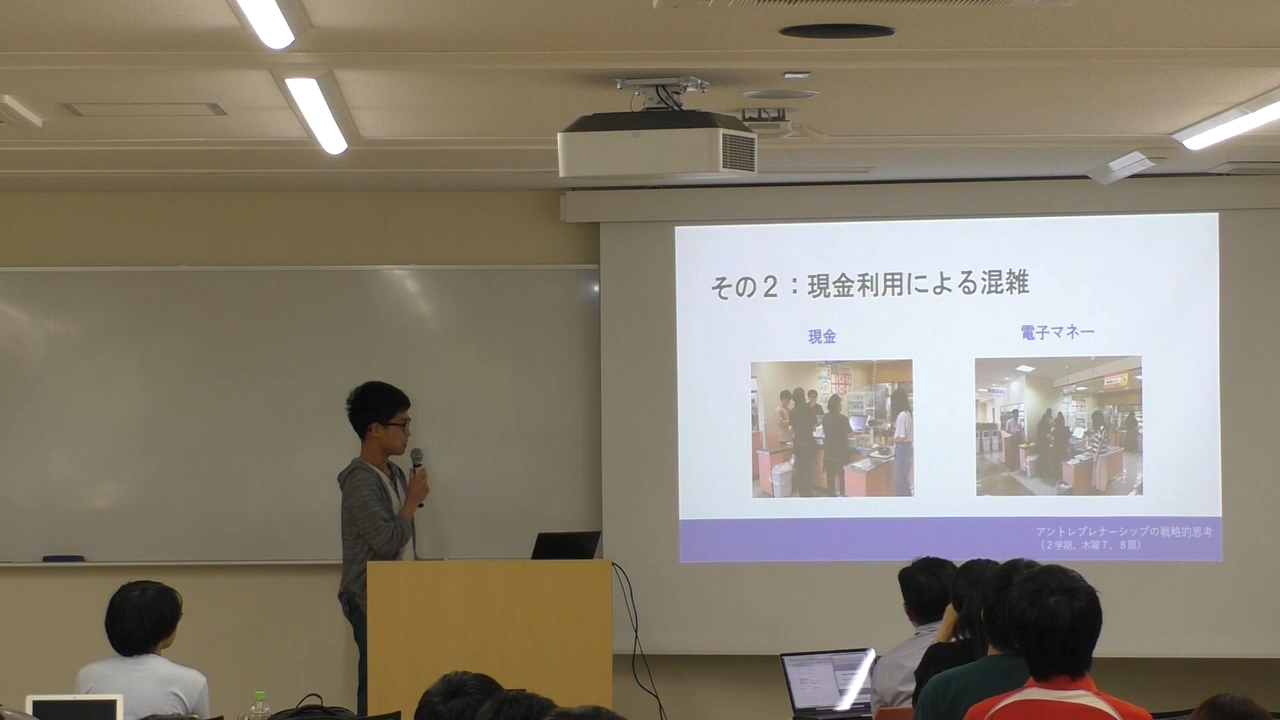 その２：現金利用による混雑
現金
電子マネー
アントレプレナーシップの戦略的思考
（２学期、木曜７、８限）